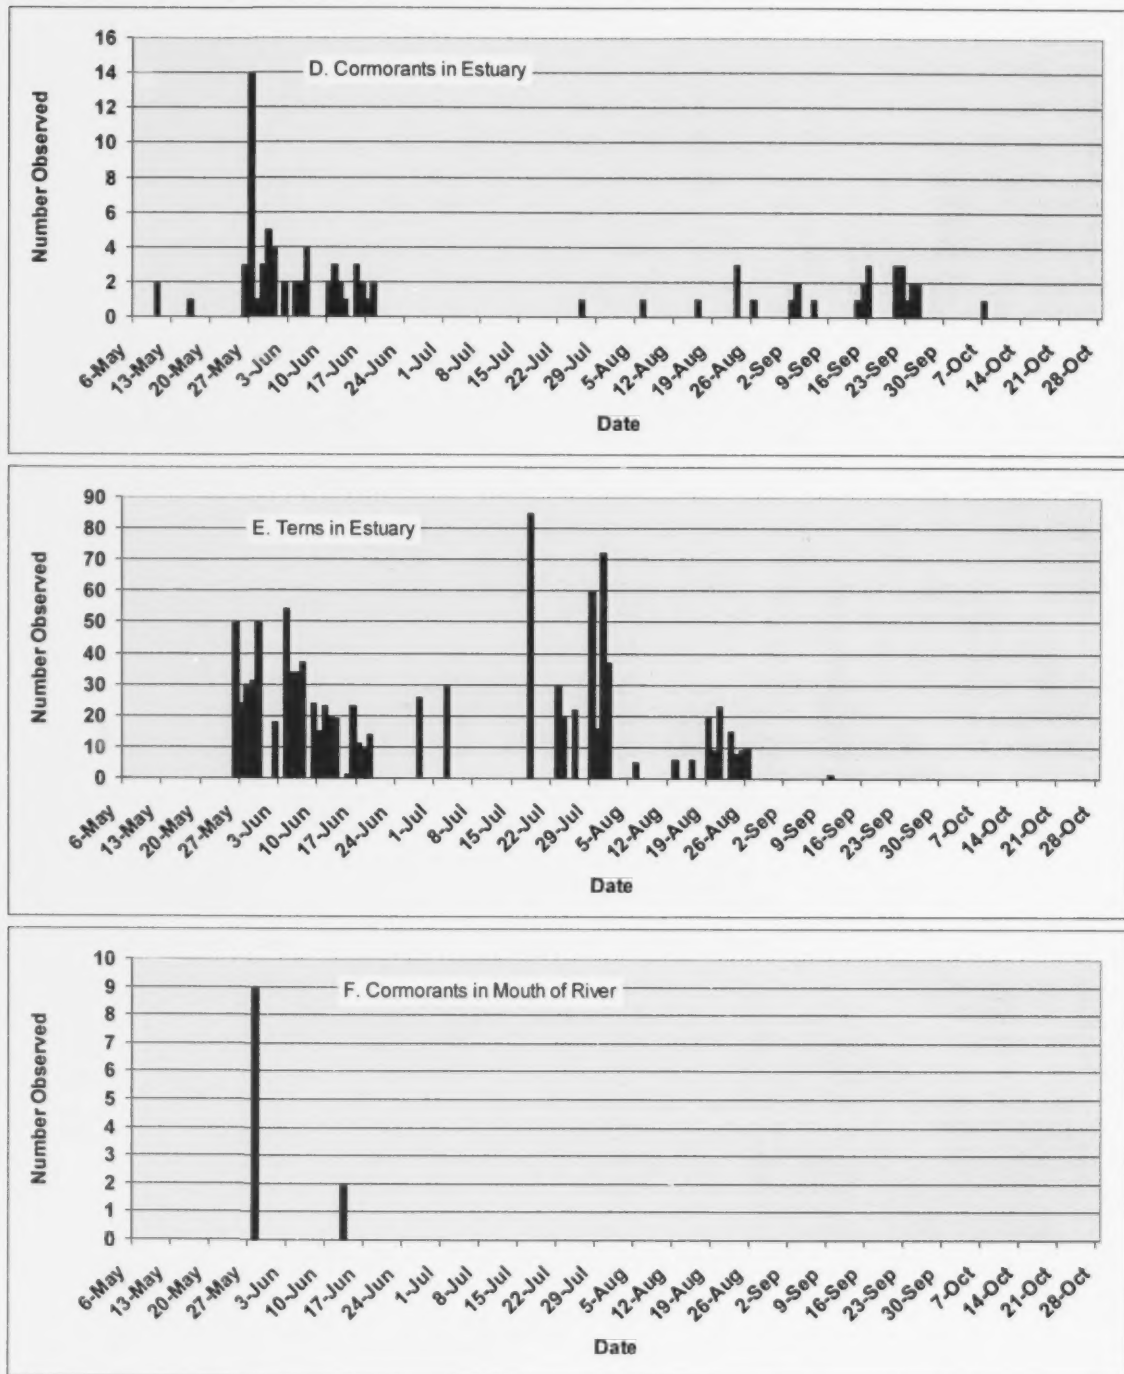 D. Cormorants in Estuary
Number Observed
16
14
12
10
8
6
4
2
0
6-May 13-May 20-May 27-May 3-Jun 10-Jun 17-Jun 24-Jun 1-Jul 8-Jul 15-Jul 22-Jul 29-Jul 5-Aug 12-Aug 19-Aug 26-Aug 2-Sep 9-Sep 16-Sep 23-Sep 30-Sep 7-Oct 14-Oct 21-Oct 28-Oct
Date
E. Terns in Estuary
Number Observed
90
80
70
60
50
40
30
20
10
0
6-May 13-May 20-May 27-May 3-Jun 10-Jun 17-Jun 24-Jun 1-Jul 8-Jul 15-Jul 22-Jul 29-Jul 5-Aug 12-Aug 19-Aug 26-Aug 2-Sep 9-Sep 16-Sep 23-Sep 30-Sep 7-Oct 14-Oct 21-Oct 28-Oct
Date
F. Cormorants in Mouth of River
Number Observed
10
9
8
7
6
5
4
3
2
1
0
6-May 13-May 20-May 27-May 3-Jun 10-Jun 17-Jun 24-Jun 1-Jul 8-Jul 15-Jul 22-Jul 29-Jul 5-Aug 12-Aug 19-Aug 26-Aug 2-Sep 9-Sep 16-Sep 23-Sep 30-Sep 7-Oct 14-Oct 21-Oct 28-Oct
Date